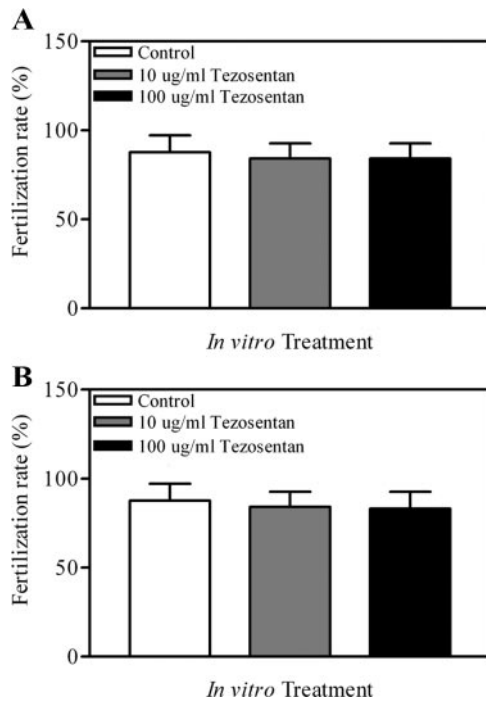 A
150
Control
10 ug/ml Tezosentan
100 ug/ml Tezosentan
100
50
0
Fertilization rate (%)
In vitro Treatment
B
150
Control
10 ug/ml Tezosentan
100 ug/ml Tezosentan
100
50
0
Fertilization rate (%)
In vitro Treatment